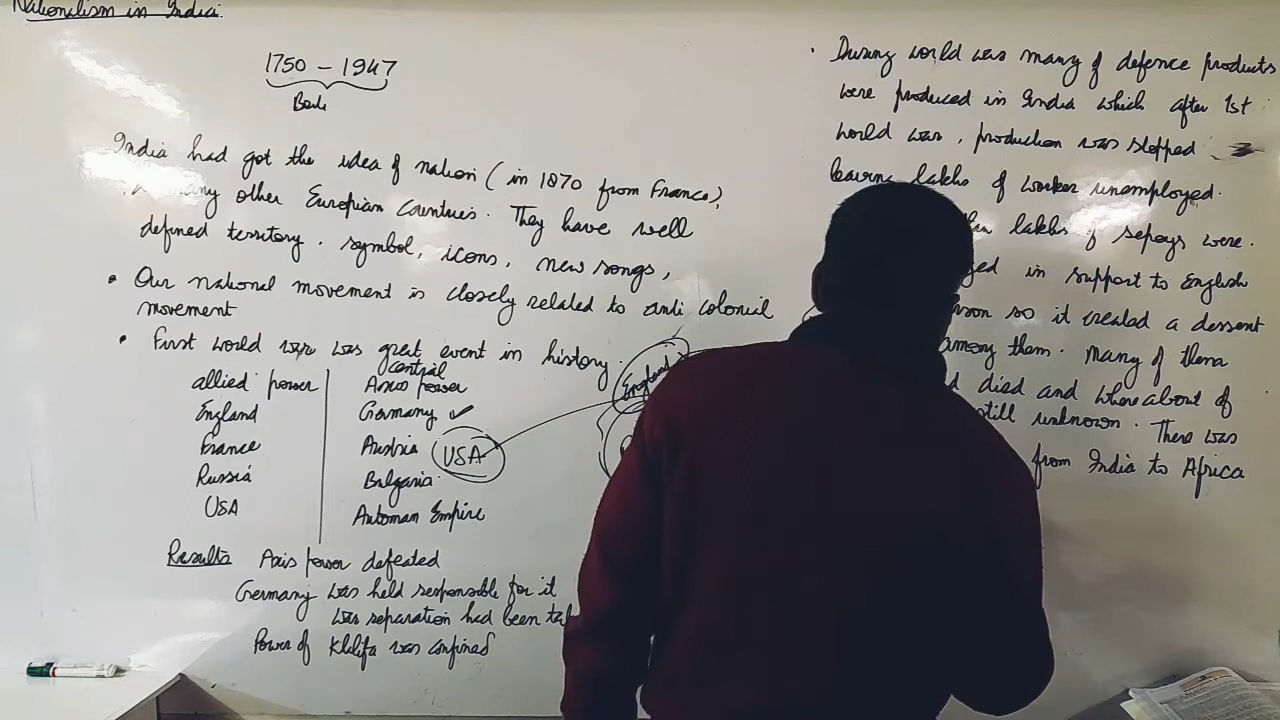 Nationalism in India.
1750 - 1947
India had got the idea of nation (in 1870 from France),
many other Europian Countries. They have well
defined territory. symbol, icons, new songs,
• Our national movement is closely related to anti colonial
movement
• First world war was great event in history.
central
allied power Axies power
England Germany ✓
France Austria USA
Russia Bulgaria
USA Automan Empire
England
Results Axis power defeated
Germany was held responsible for it
was separation had been
Power of Khlifa was confined
• During world was many of defence products
were produced in India which after 1st
world war, production was stopped
lakhs of worker unemployed.
lakhs of sepoys were.
in support to English
so it created a dessent
among them. Many of them
died and whereabout of
still unknown. There was
from India to Africa